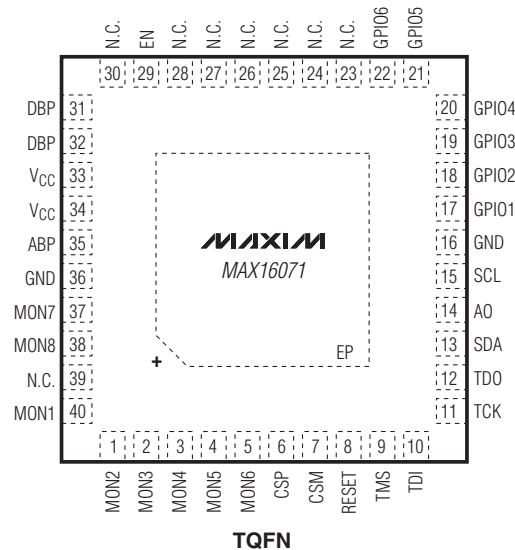 N.C.
EN
N.C.
N.C.
N.C.
N.C.
N.C.
N.C.
GPIO6
GPIO5
30 29 28 27 26 25 24 23 22 21
DBP 31
DBP 32
VCC 33
VCC 34
ABP 35
GND 36
MON7 37
MON8 38
N.C. 39
MON1 40
MAXIM
MAX16071
EP
+
20 GPIO4
19 GPIO3
18 GPIO2
17 GPIO1
16 GND
15 SCL
14 A0
13 SDA
12 TDO
11 TCK
1 2 3 4 5 6 7 8 9 10
MON2
MON3
MON4
MON5
MON6
CSP
CSM
RESET
TMS
TDI
TQFN